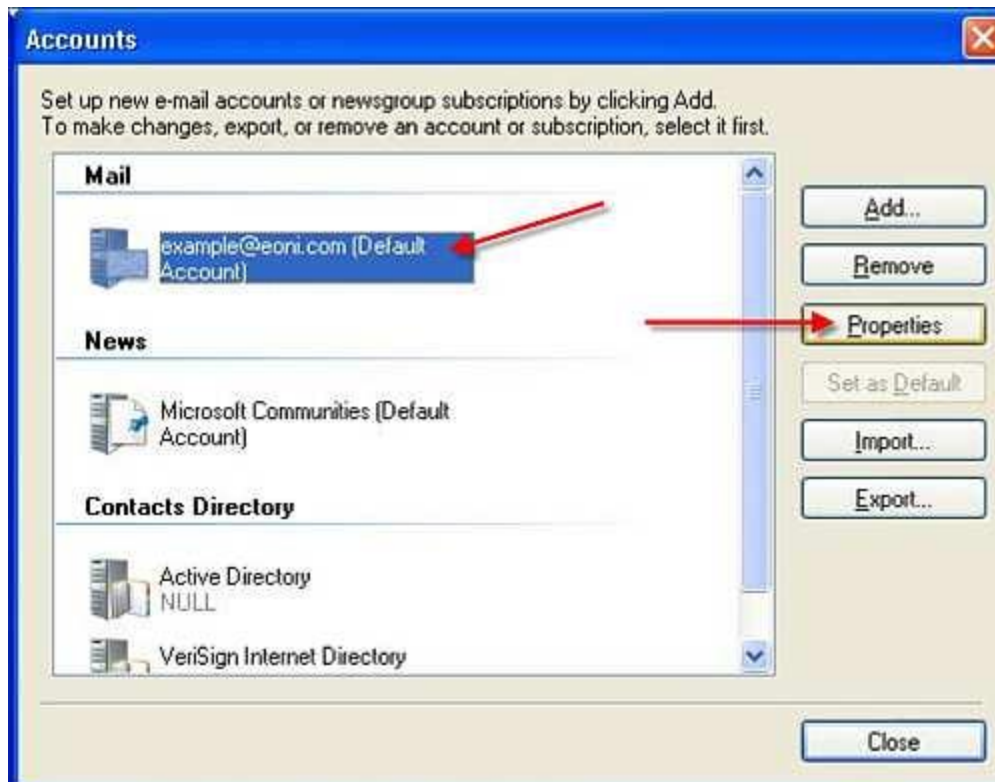 Accounts
Set up new e-mail accounts or newsgroup subscriptions by clicking Add.
To make changes, export, or remove an account or subscription, select it first.
Mail
example@eoni.com (Default
Account)
News
Microsoft Communities (Default
Account)
Contacts Directory
Active Directory
NULL
VeriSign Internet Directory
Add...
Remove
Properties
Set as Default
Import...
Export...
Close